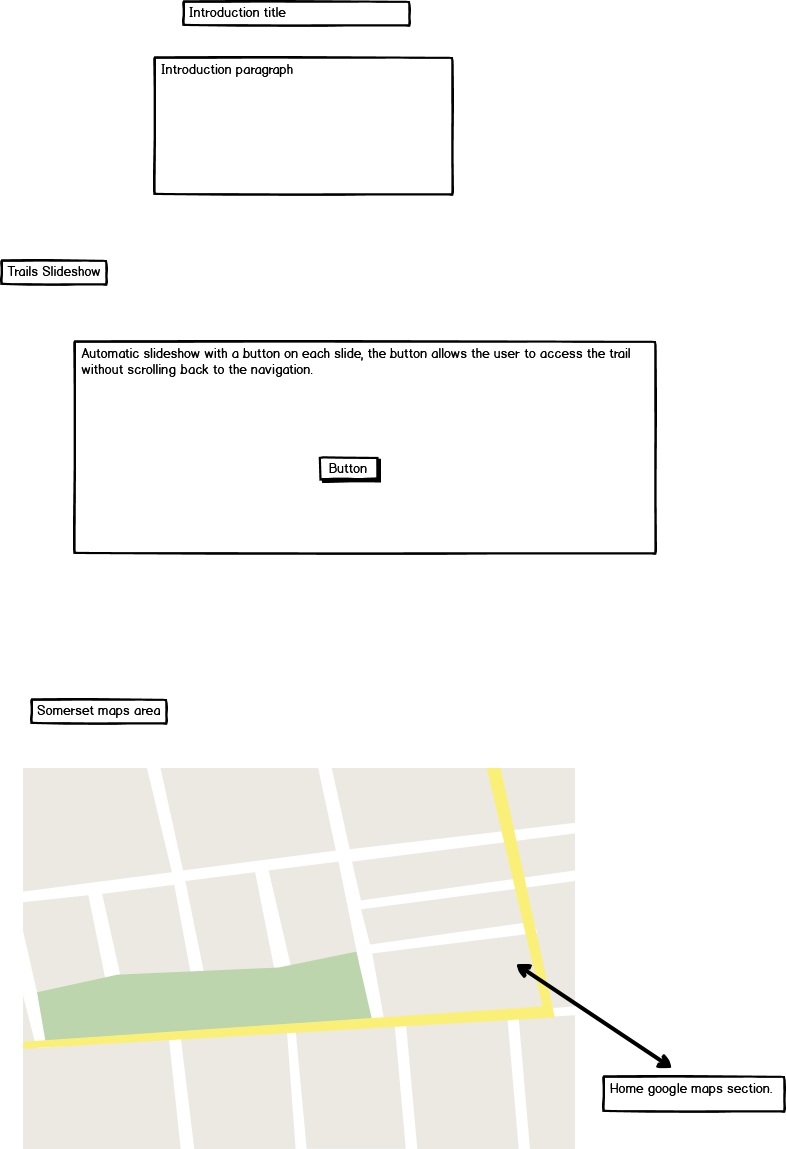 Introduction title
Introduction paragraph
Trails Slideshow
Automatic slideshow with a button on each slide, the button allows the user to access the trail
without scrolling back to the navigation.
Button
Somerset maps area
Home google maps section.